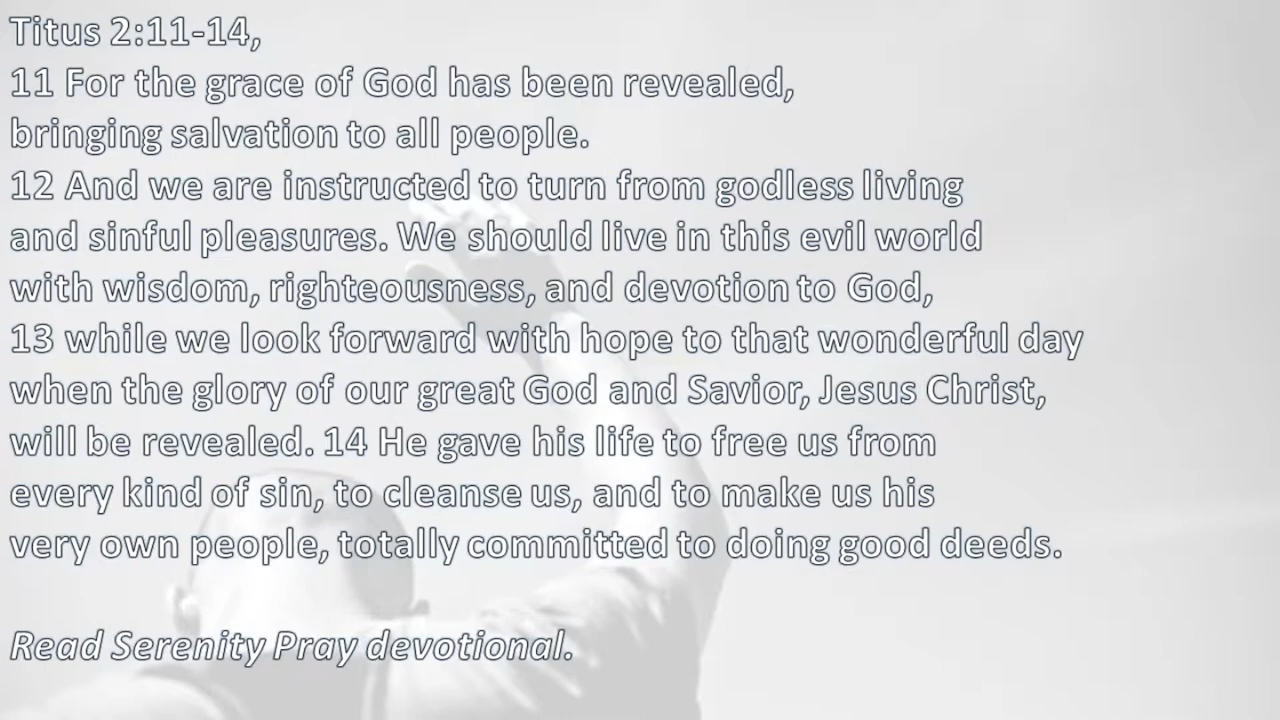 Titus 2:11-14,
11 For the grace of God has been revealed,
bringing salvation to all people.
12 And we are instructed to turn from godless living
and sinful pleasures. We should live in this evil world
with wisdom, righteousness, and devotion to God,
13 while we look forward with hope to that wonderful day
when the glory of our great God and Savior, Jesus Christ,
will be revealed. 14 He gave his life to free us from
every kind of sin, to cleanse us, and to make us his
very own people, totally committed to doing good deeds.
Read Serenity Pray devotional.